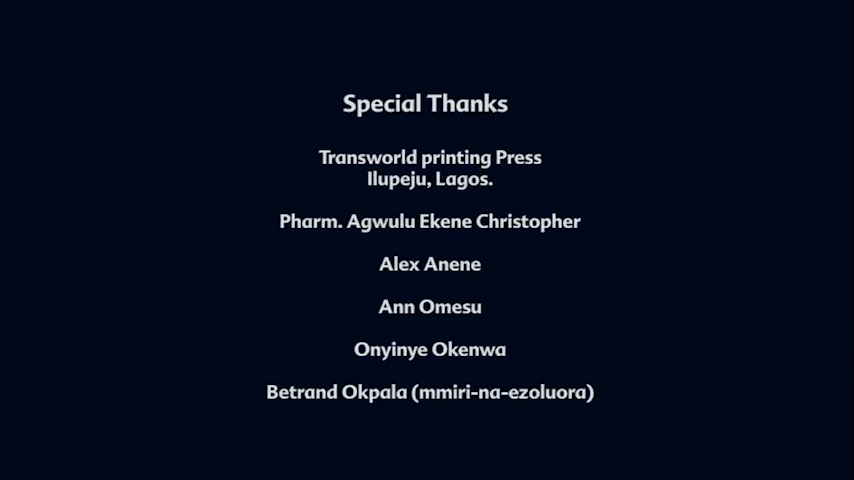 Special Thanks
Transworld printing Press
Ilupeju, Lagos.
Pharm. Agwulu Ekene Christopher
Alex Anene
Ann Omesu
Onyinye Okenwa
Betrand Okpala (mmiri-na-ezoluora)